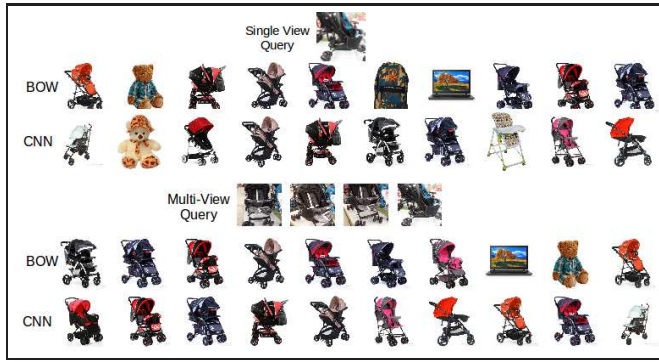 Single View
Query
BOW
CNN
Multi-View
Query
BOW
CNN